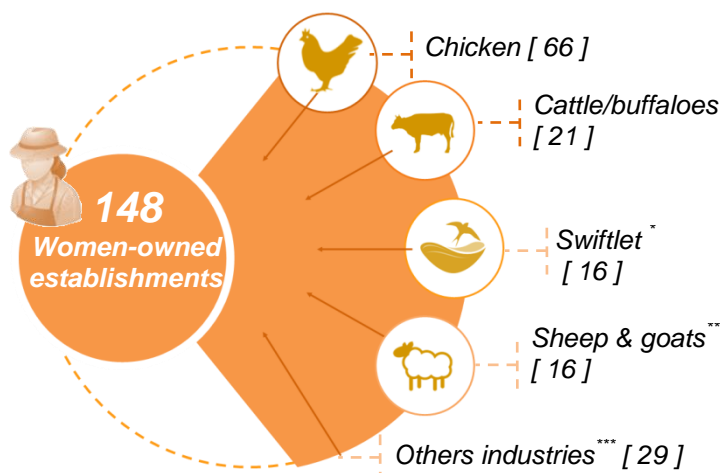 Chicken [ 66 ]
Cattle/buffaloes
[ 21 ]
148
Women-owned
establishments
Swiftlet *
[ 16 ]
Sheep & goats**
[ 16 ]
Others industries*** [ 29 ]